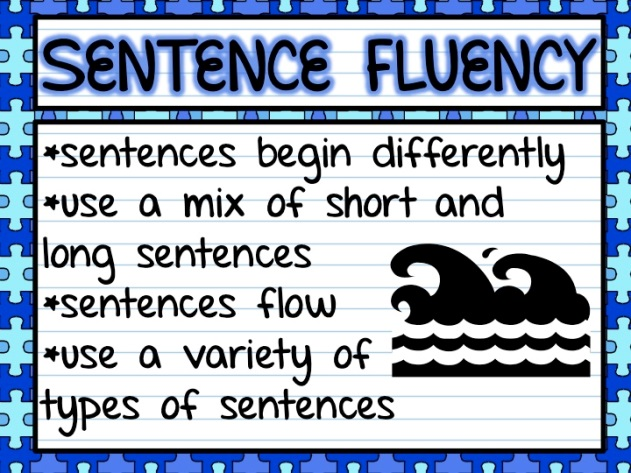 SENTENCE FLUENCY
*sentences begin differently
*use a mix of short and
long sentences
*sentences flow
*use a variety of
types of sentences